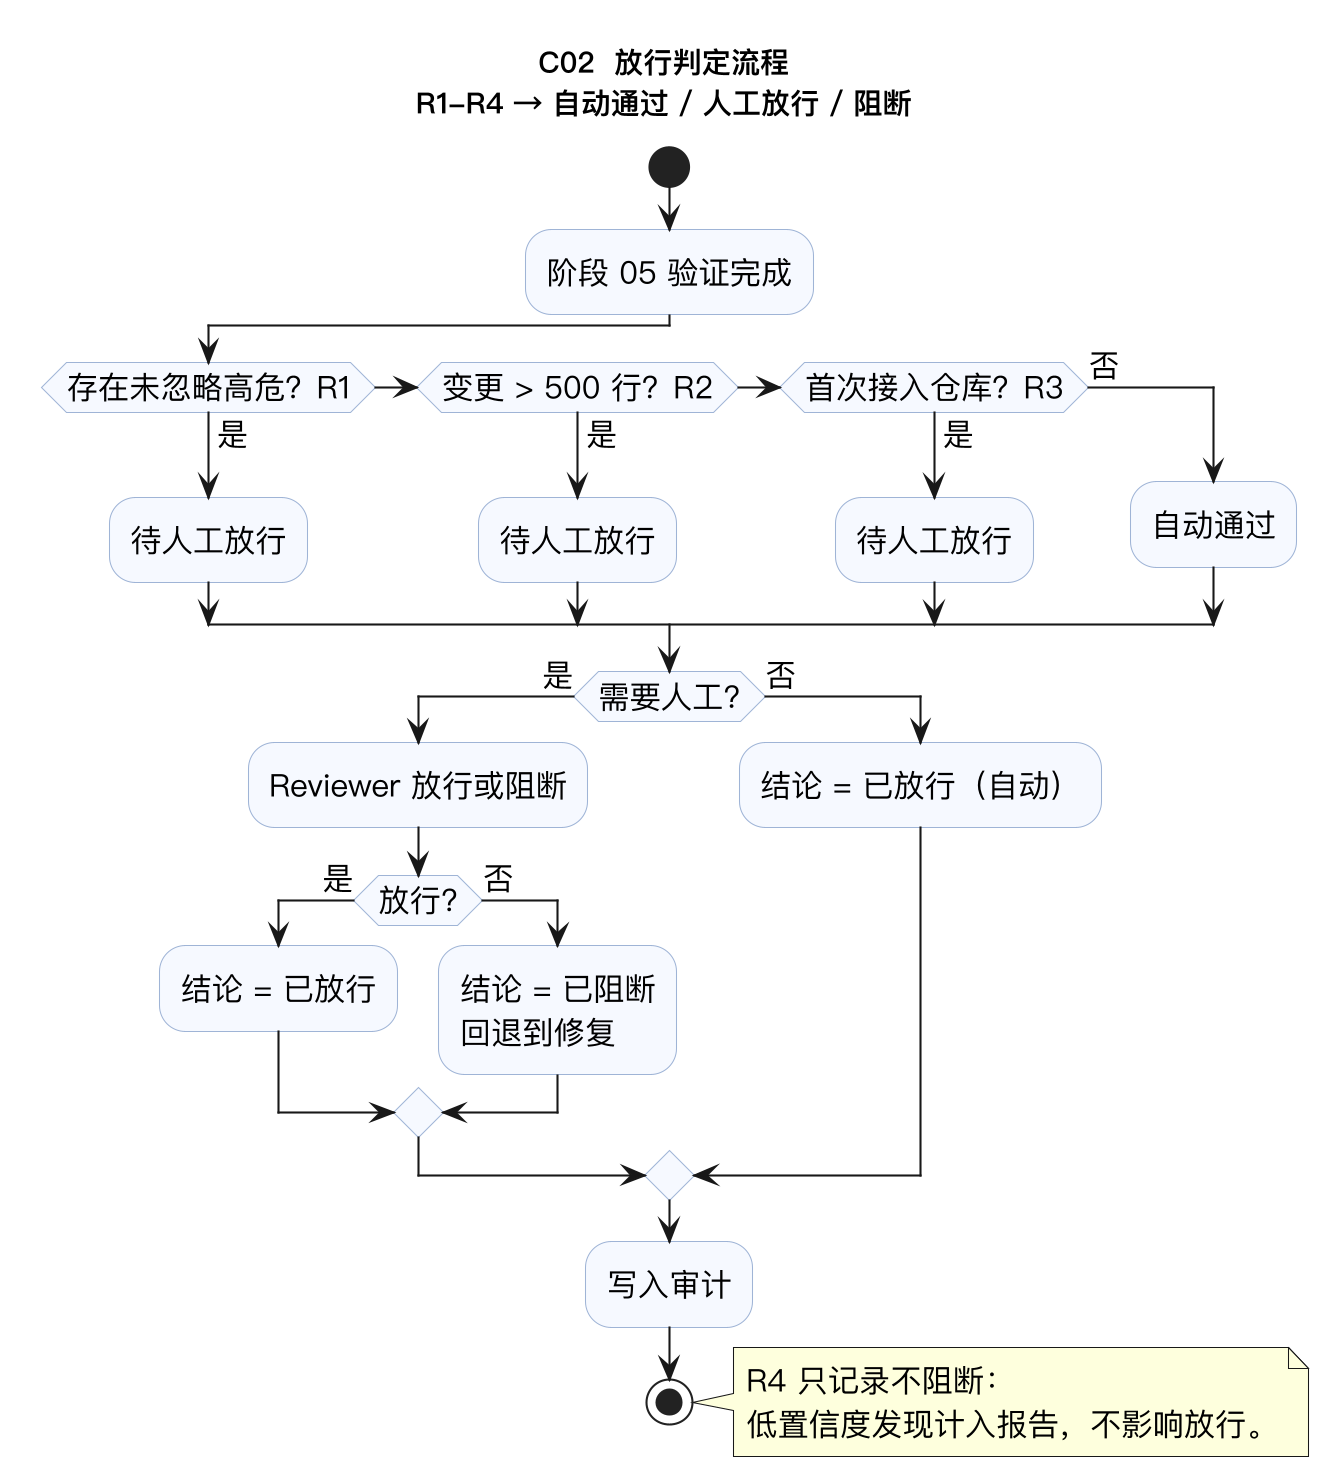 C02 放行判定流程
R1–R4 → 自动通过 / 人工放行 / 阻断
阶段 05 验证完成
存在未忽略高危？R1
变更 > 500 行？R2
首次接入仓库？R3
否
是
是
是
待人工放行
待人工放行
待人工放行
自动通过
是
需要人工?
否
Reviewer 放行或阻断
结论 = 已放行（自动）
是
放行?
否
结论 = 已放行
结论 = 已阻断
回退到修复
写入审计
R4 只记录不阻断：
低置信度发现计入报告，不影响放行。